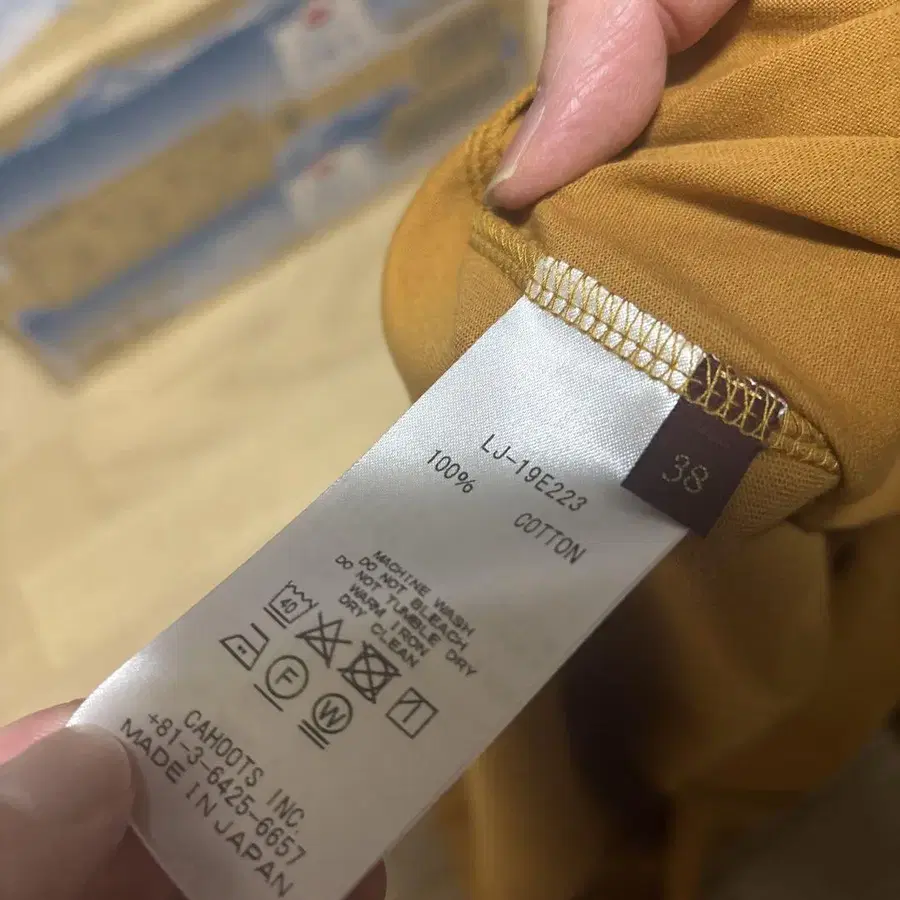 LJ-19E223
100% COTTON
38
MACHINE WASH
DO NOT BLEACH
DO NOT TUMBLE DRY
WARM IRON
DRY CLEAN
40
F
W
CAHOOTS INC.
+81-3-6425-6657
MADE IN JAPAN